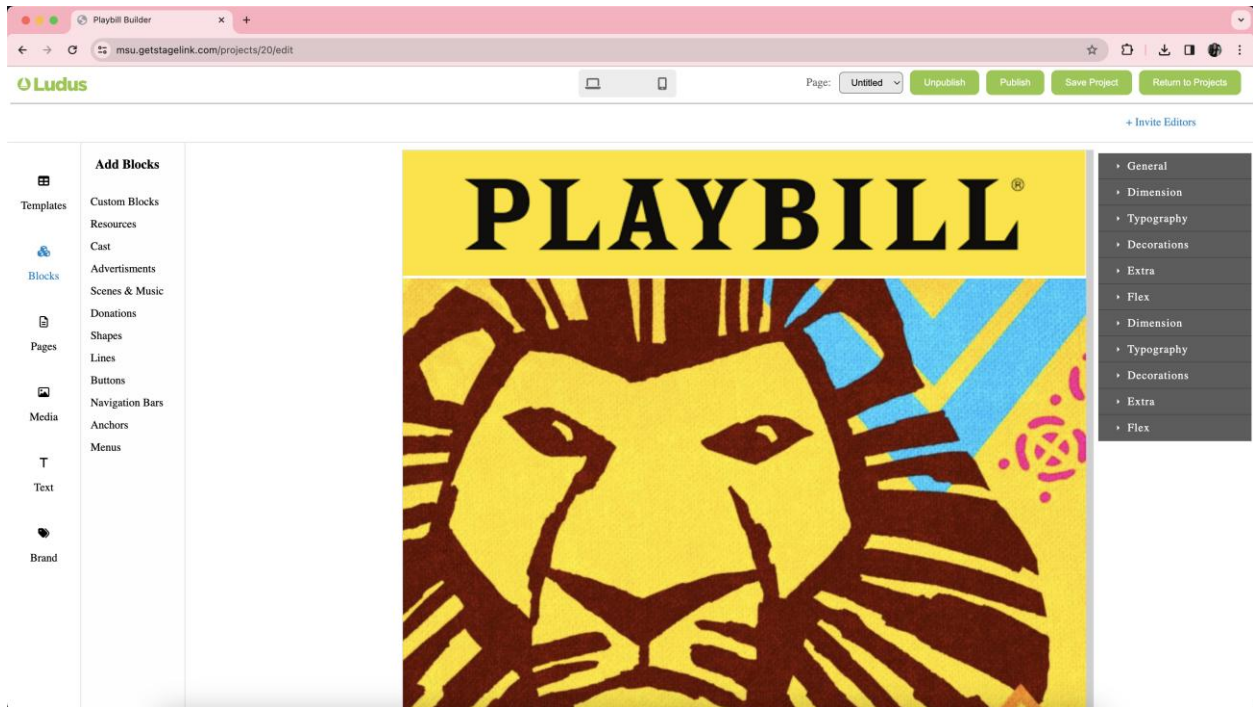 Playbill Builder
msu.getstagelink.com/projects/20/edit
Ludus
Page: Untitled Unpublish Publish Save Project Return to Projects
+ Invite Editors
Templates
Blocks
Pages
Media
T
Text
Brand
Add Blocks
Custom Blocks
Resources
Cast
Advertisments
Scenes & Music
Donations
Shapes
Lines
Buttons
Navigation Bars
Anchors
Menus
PLAYBILL®
General
Dimension
Typography
Decorations
Extra
Flex
Dimension
Typography
Decorations
Extra
Flex